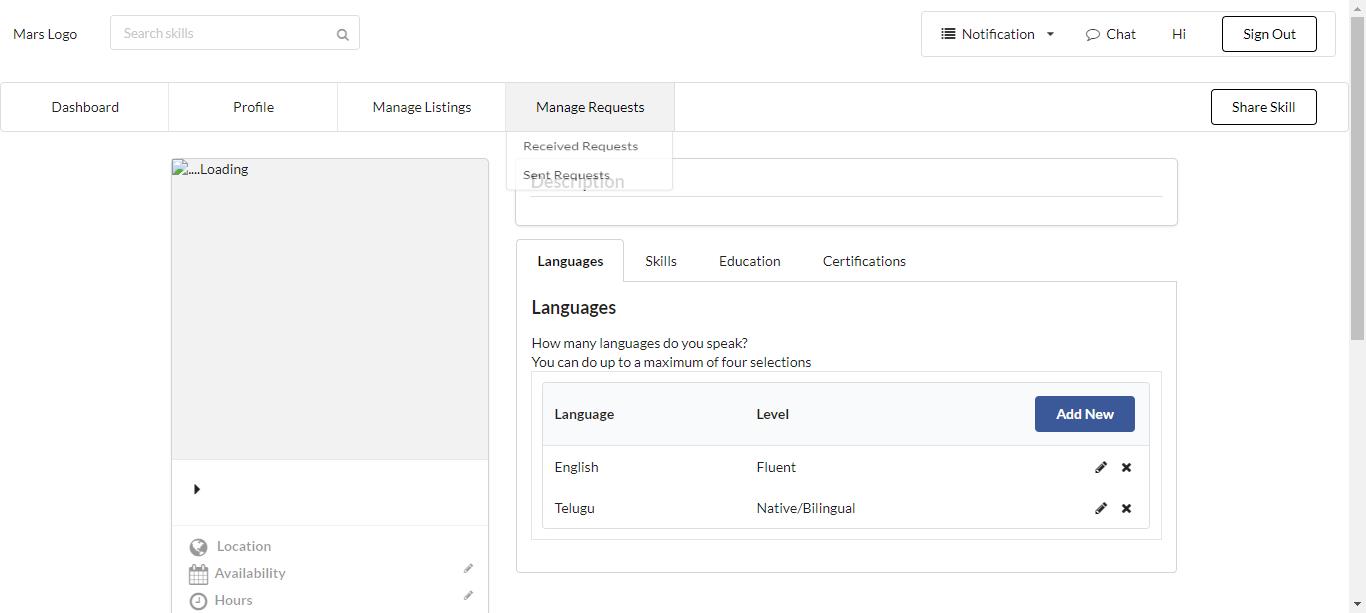 Mars Logo
Search skills
Notification
Chat
Hi
Sign Out
Dashboard
Profile
Manage Listings
Manage Requests
Share Skill
Received Requests
Sent Requests
....Loading
Description
Languages
Skills
Education
Certifications
Languages
How many languages do you speak?
You can do up to a maximum of four selections
Language Level Add New
English Fluent
Telugu Native/Bilingual
Location
Availability
Hours